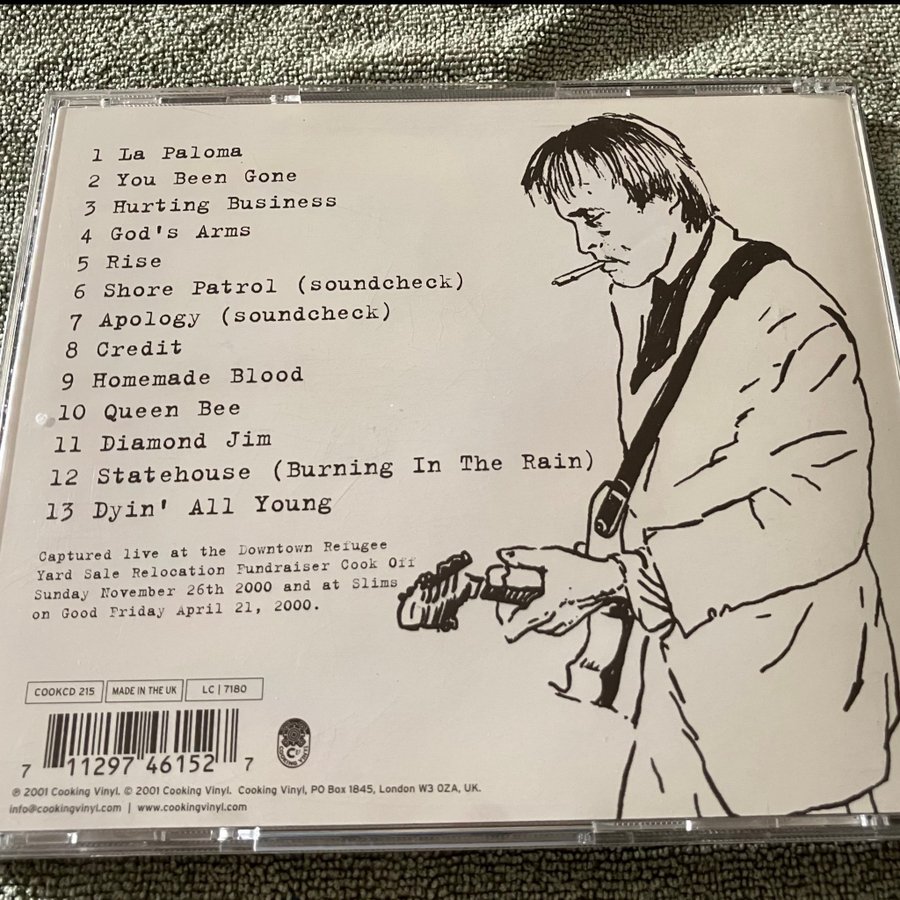 1 La Paloma
2 You Been Gone
3 Hurting Business
4 God's Arms
5 Rise
6 Shore Patrol (soundcheck)
7 Apology (soundcheck)
8 Credit
9 Homemade Blood
10 Queen Bee
11 Diamond Jim
12 Statehouse (Burning In The Rain)
13 Dyin' All Young
Captured live at the Downtown Refugee
Yard Sale Relocation Fundraiser Cook Off
Sunday November 26th 2000 and at Slims
on Good Friday April 21, 2000.
COOKCD 215 MADE IN THE UK LC | 7180
7 11297 46152 7
COOKING VINYL
℗ 2001 Cooking Vinyl. © 2001 Cooking Vinyl. Cooking Vinyl, PO Box 1845, London W3 0ZA, UK.
info@cookingvinyl.com | www.cookingvinyl.com